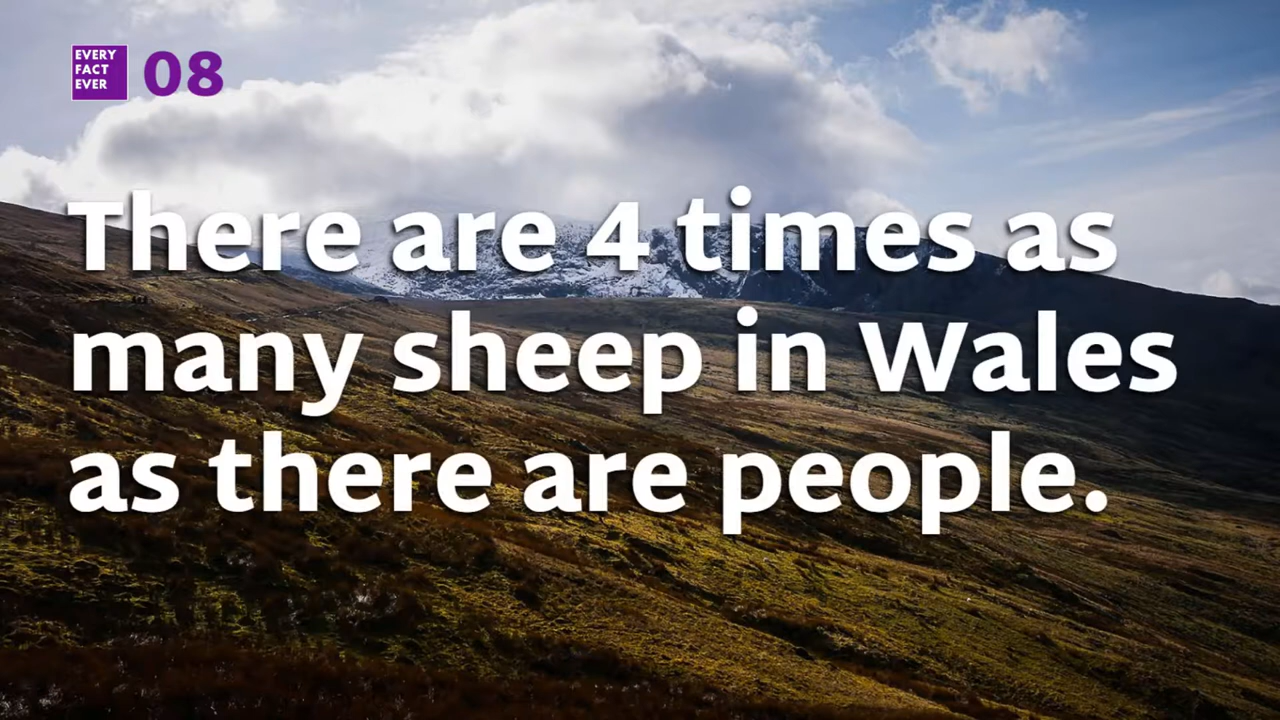 EVERY
FACT
EVER
08
There are 4 times as
many sheep in Wales
as there are people.